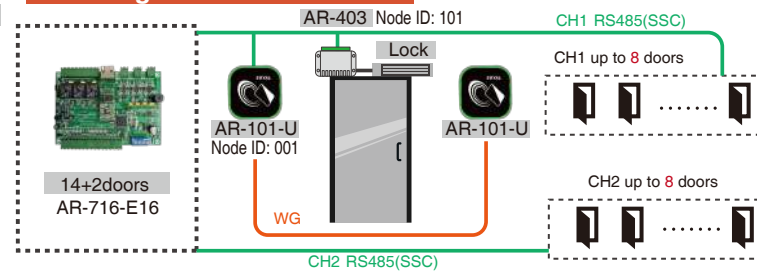 AR-403 Node ID: 101
CH1 RS485(SSC)
Lock
CH1 up to 8 doors
AR-101-U
Node ID: 001
AR-101-U
14+2doors
AR-716-E16
WG
CH2 up to 8 doors
CH2 RS485(SSC)